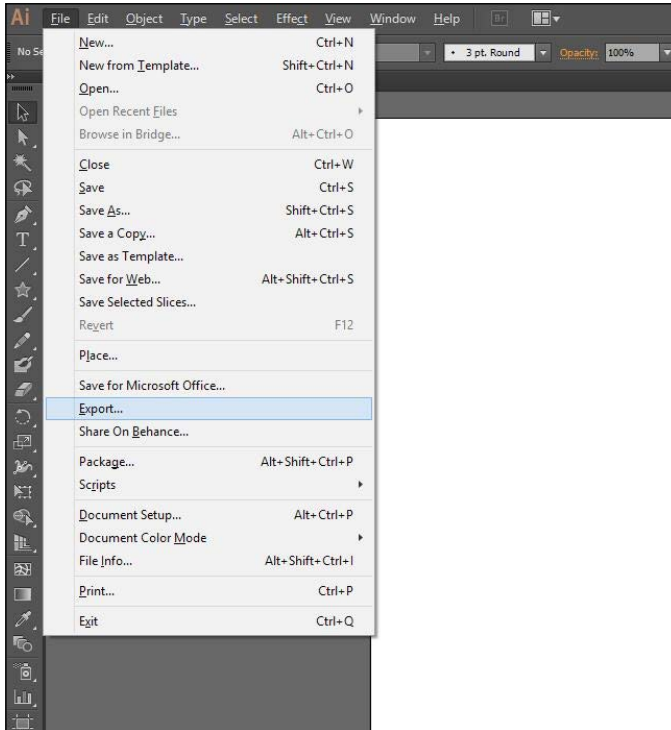 Ai File Edit Object Type Select Effect View Window Help Br
No Se 3 pt. Round Opacity: 100%
New... Ctrl+N
New from Template... Shift+Ctrl+N
Open... Ctrl+O
Open Recent Files
Browse in Bridge... Alt+Ctrl+O
Close Ctrl+W
Save Ctrl+S
Save As... Shift+Ctrl+S
Save a Copy... Alt+Ctrl+S
Save as Template...
Save for Web... Alt+Shift+Ctrl+S
Save Selected Slices...
Revert F12
Place...
Save for Microsoft Office...
Export...
Share On Behance...
Package... Alt+Shift+Ctrl+P
Scripts
Document Setup... Alt+Ctrl+P
Document Color Mode
File Info... Alt+Shift+Ctrl+I
Print... Ctrl+P
Exit Ctrl+Q